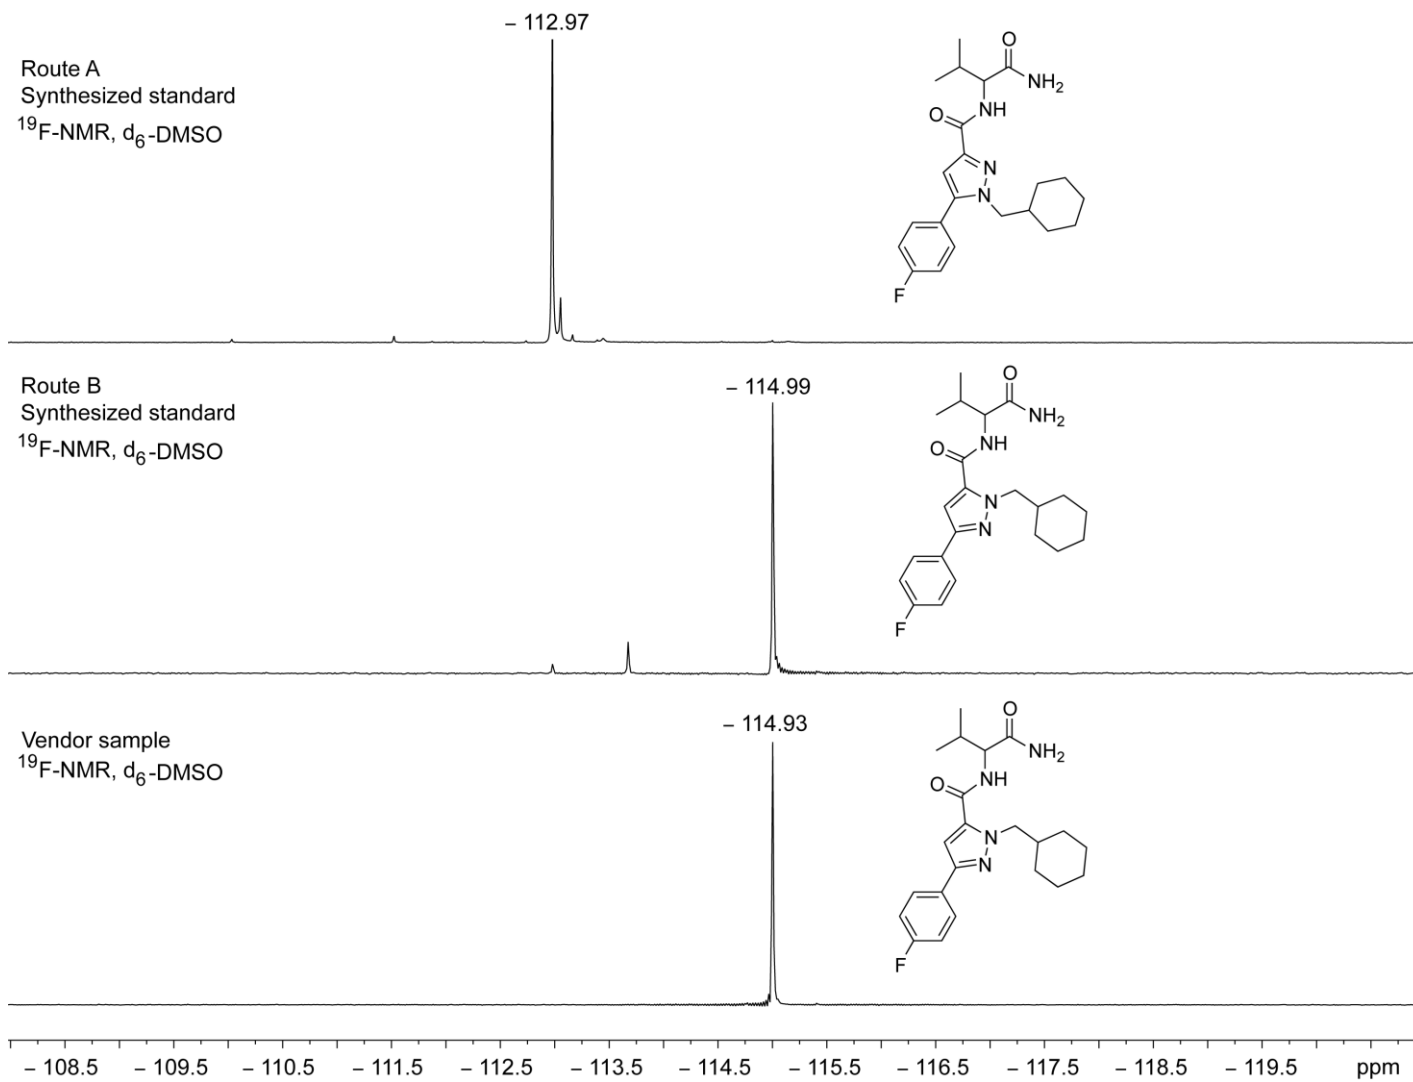 – 112.97
Route A
Synthesized standard
¹⁹F-NMR, d₆-DMSO
O
NH₂
NH
O
N
N
F
– 114.99
Route B
Synthesized standard
¹⁹F-NMR, d₆-DMSO
O
NH₂
NH
O
N
N
F
– 114.93
Vendor sample
¹⁹F-NMR, d₆-DMSO
O
NH₂
NH
O
N
N
F
– 108.5 – 109.5 – 110.5 – 111.5 – 112.5 – 113.5 – 114.5 – 115.5 – 116.5 – 117.5 – 118.5 – 119.5 ppm